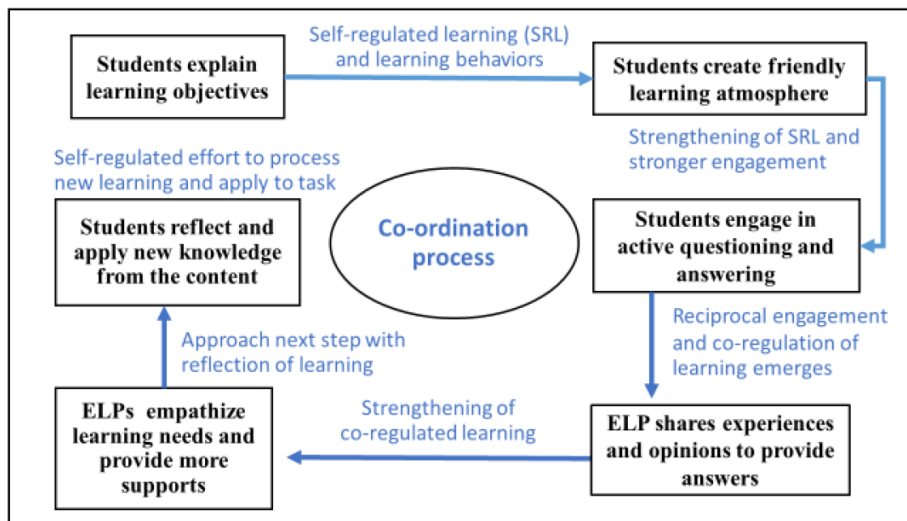 Students explain
learning objectives
Self-regulated learning (SRL)
and learning behaviors
Students create friendly
learning atmosphere
Strengthening of SRL and
stronger engagement
Students engage in
active questioning and
answering
Reciprocal engagement
and co-regulation of
learning emerges
ELP shares experiences
and opinions to provide
answers
Strengthening of
co-regulated learning
ELPs empathize
learning needs and
provide more
supports
Approach next step with
reflection of learning
Students reflect and
apply new knowledge
from the content
Self-regulated effort to process
new learning and apply to task
Co-ordination
process